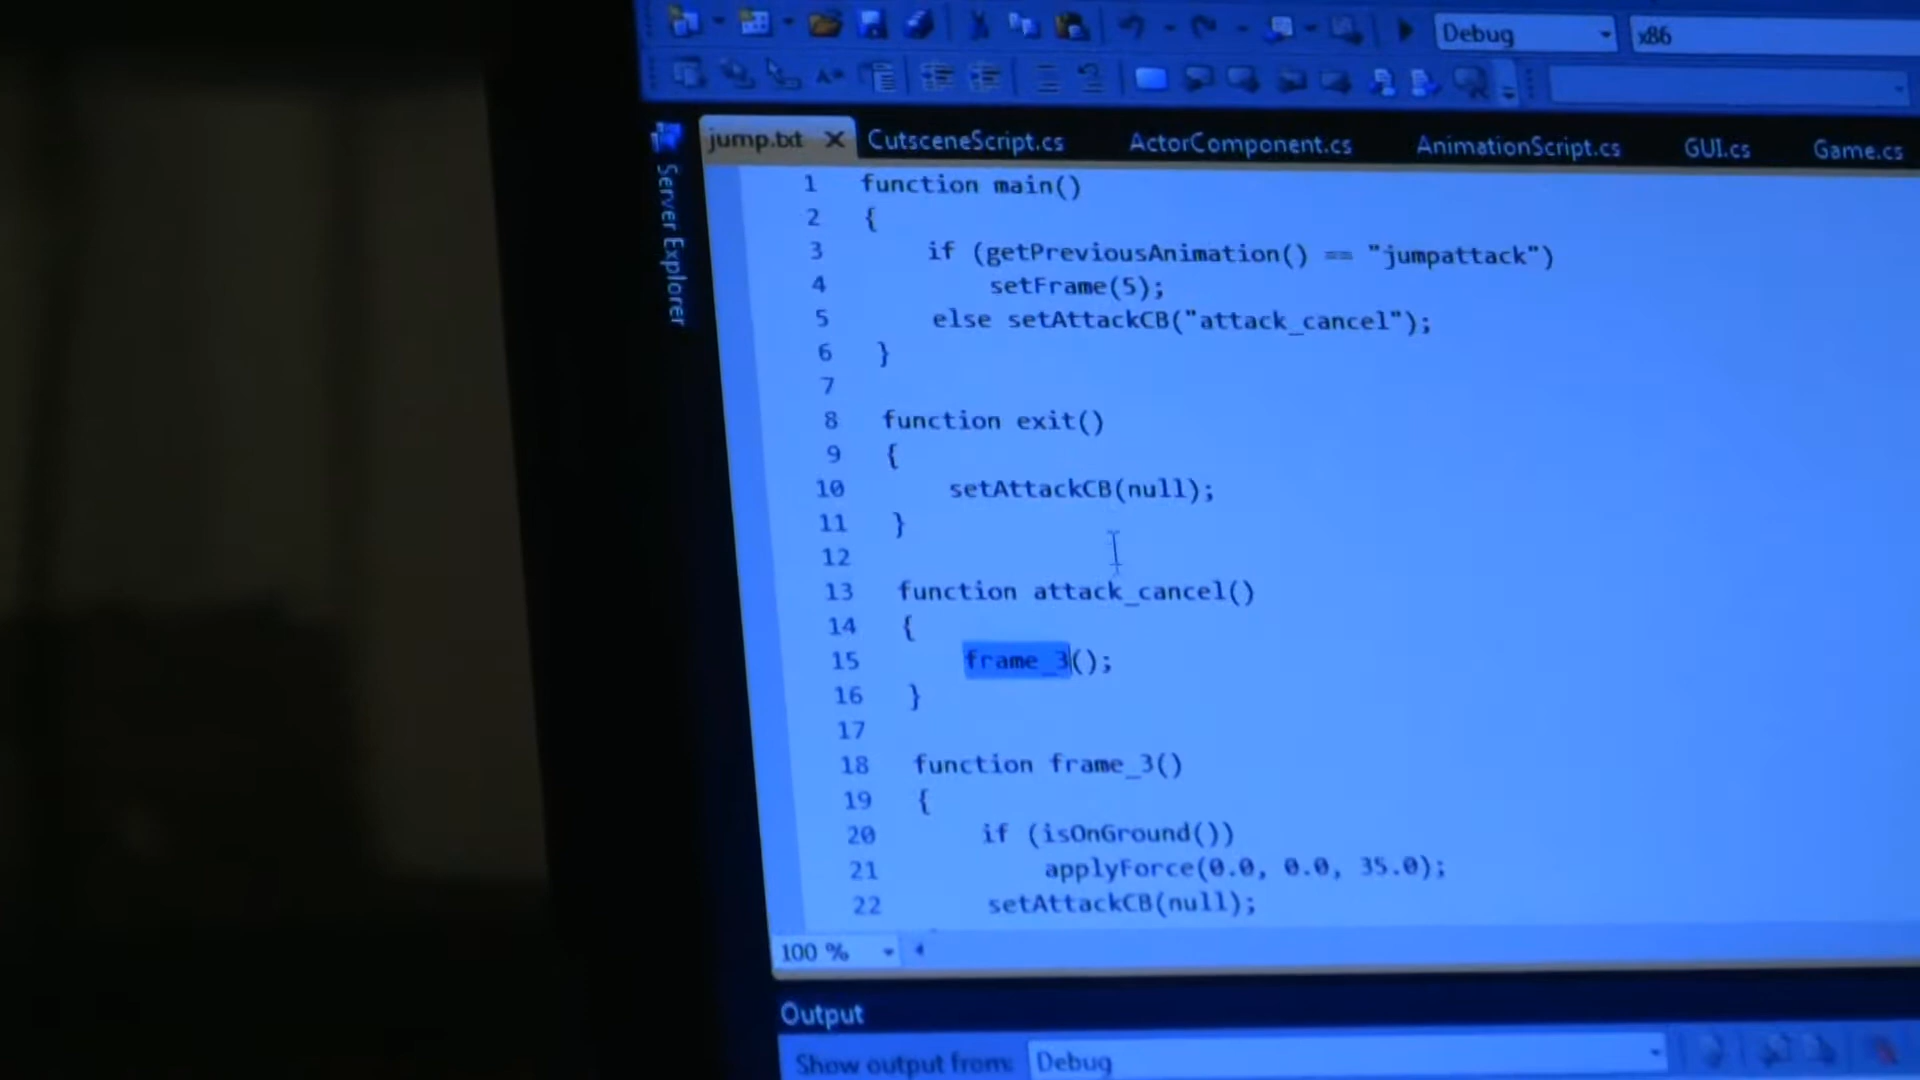 Debug
x86
jump.txt CutsceneScript.cs ActorComponent.cs AnimationScript.cs GUI.cs Game.cs
Server Explorer
1 function main()
2 {
3 if (getPreviousAnimation() == "jumpattack")
4 setFrame(5);
5 else setAttackCB("attack_cancel");
6 }
7
8 function exit()
9 {
10 setAttackCB(null);
11 }
12
13 function attack_cancel()
14 {
15 frame_3();
16 }
17
18 function frame_3()
19 {
20 if (isOnGround())
21 applyForce(0.0, 0.0, 35.0);
22 setAttackCB(null);
100 %
Output
Show output from: Debug